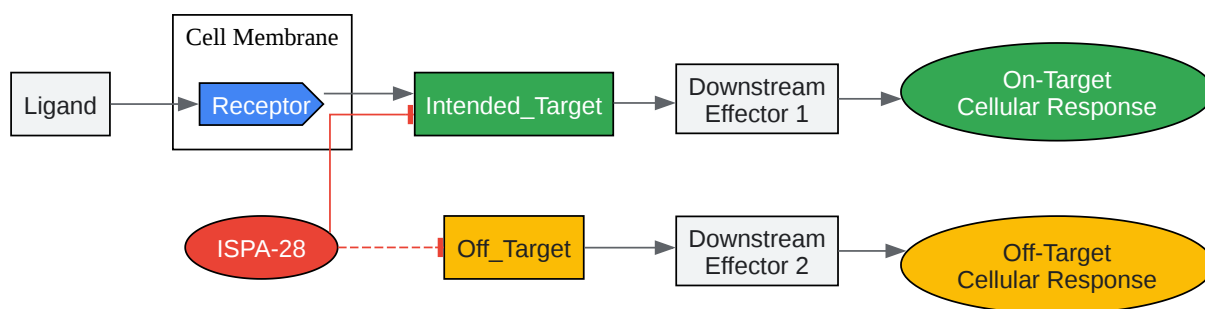 Cell Membrane
Ligand
Receptor
Intended_Target
Downstream
Effector 1
On-Target
Cellular Response
ISPA-28
Off_Target
Downstream
Effector 2
Off-Target
Cellular Response